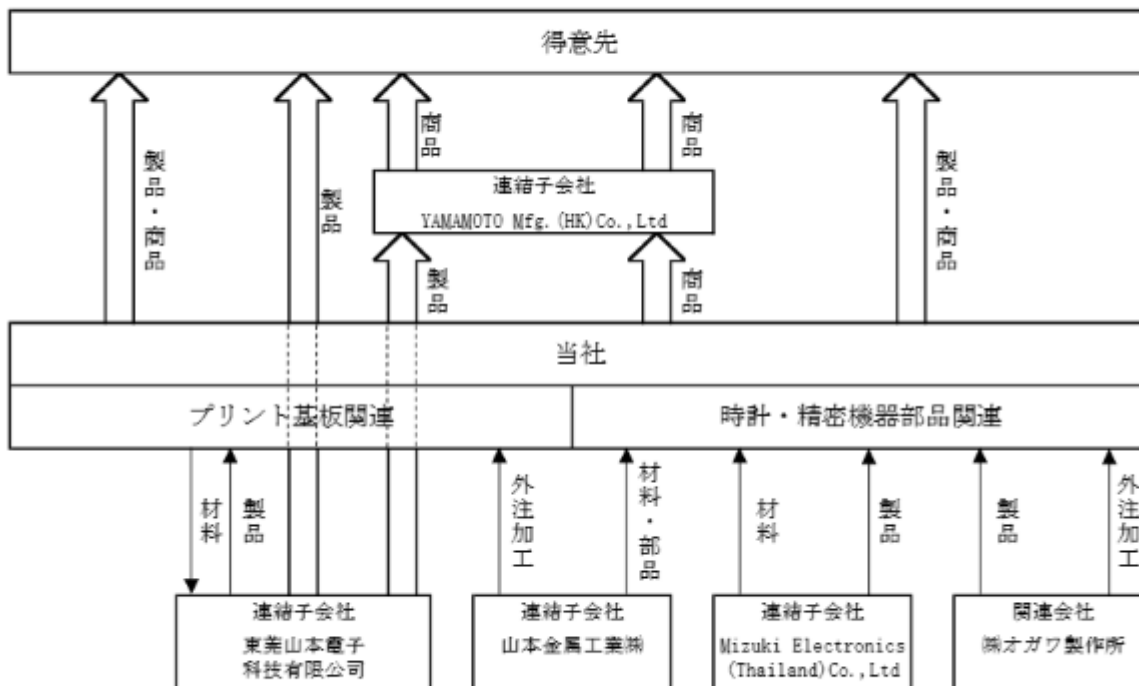 得意先
製品・商品
製品
商品
商品
製品・商品
連結子会社
YAMAMOTO Mfg.(HK)Co.,Ltd
製品
商品
当社
プリント基板関連
時計・精密機器部品関連
材料
製品
外注加工
材料・部品
材料
製品
製品
外注加工
連結子会社
東莞山本電子
科技有限公司
連結子会社
山本金属工業㈱
連結子会社
Mizuki Electronics
(Thailand)Co.,Ltd
関連会社
㈱オガワ製作所